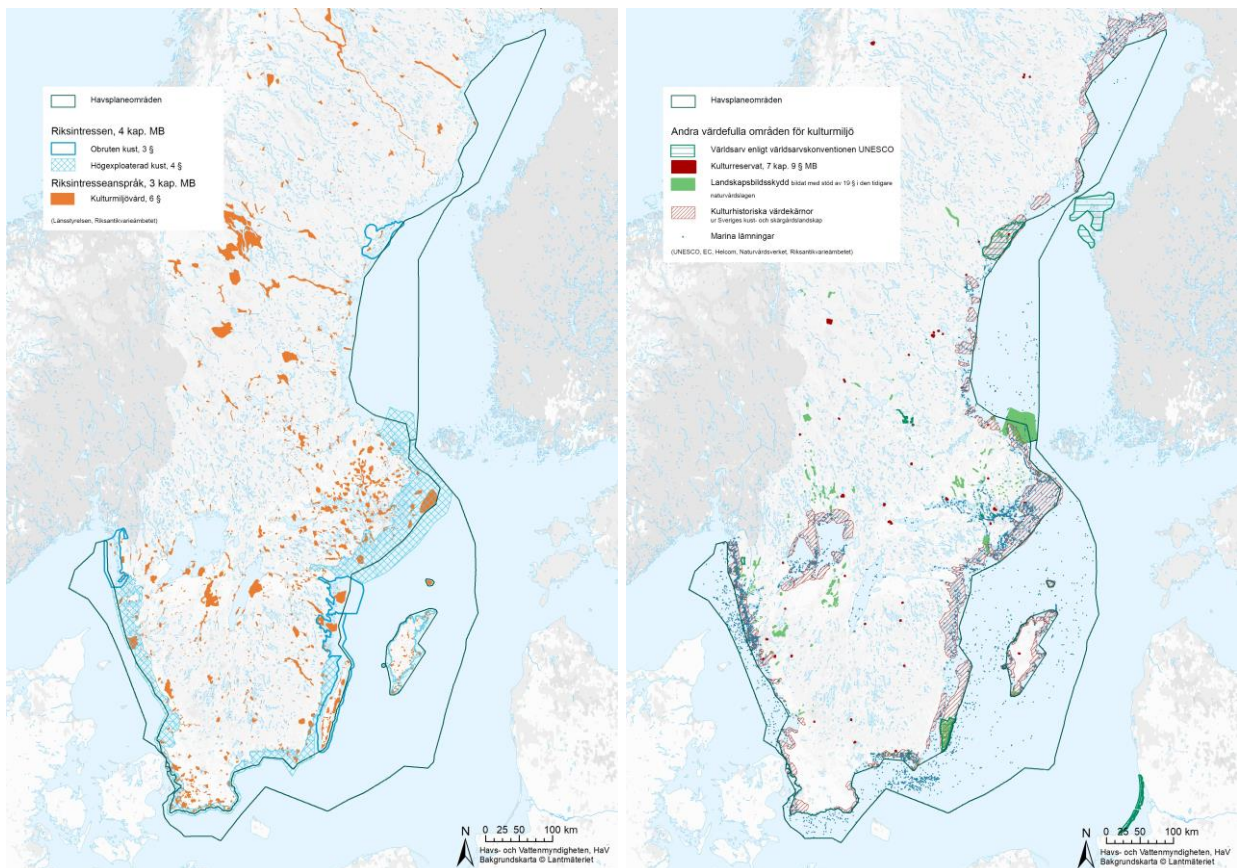 Havsplaneområden
Riksintressen, 4 kap. MB
Obruten kust, 3 §
Högexploaterad kust, 4 §
Riksintresseanspråk, 3 kap. MB
Kulturmiljövård, 6 §
(Länsstyrelsen, Riksantikvarieämbetet)
N
0 25 50 100 km
Havs- och Vattenmyndigheten, HaV
Bakgrundskarta © Lantmäteriet
Havsplaneområden
Andra värdefulla områden för kulturmiljö
Världsarv enligt världsarvskonventionen UNESCO
Kulturreservat, 7 kap. 9 § MB
Landskapsbildsskydd bildat med stöd av 19 § i den tidigare
naturvårdslagen
Kulturhistoriska värdekärnor
ur Sveriges kust- och skärgårdslandskap
Marina lämningar
(UNESCO, EC, Helcom, Naturvårdsverket, Riksantikvarieämbetet)
N
0 25 50 100 km
Havs- och Vattenmyndigheten, HaV
Bakgrundskarta © Lantmäteriet